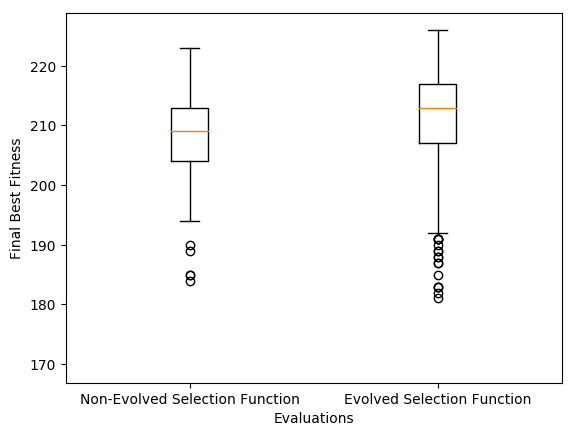 Final Best Fitness
220
210
200
190
180
170
Non-Evolved Selection Function
Evolved Selection Function
Evaluations